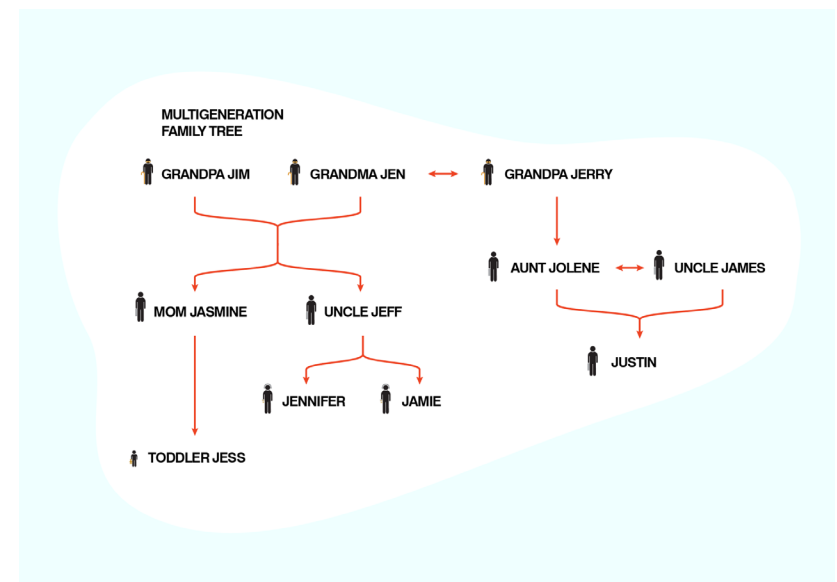 MULTIGENERATION
FAMILY TREE
GRANDPA JIM
GRANDMA JEN
GRANDPA JERRY
AUNT JOLENE
UNCLE JAMES
MOM JASMINE
UNCLE JEFF
JUSTIN
JENNIFER
JAMIE
TODDLER JESS